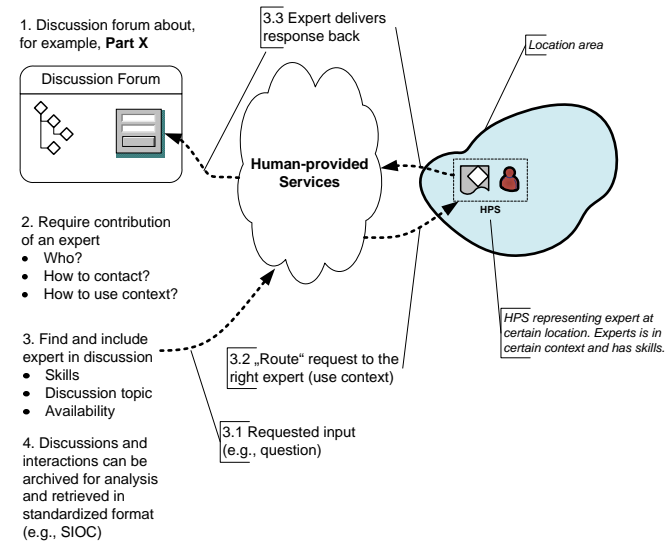 1. Discussion forum about,
for example, Part X
Discussion Forum
2. Require contribution
of an expert
• Who?
• How to contact?
• How to use context?
3. Find and include
expert in discussion
• Skills
• Discussion topic
• Availability
4. Discussions and
interactions can be
archived for analysis
and retrieved in
standardized format
(e.g., SIOC)
3.3 Expert delivers
response back
Human-provided
Services
3.2 „Route“ request to the
right expert (use context)
3.1 Requested input
(e.g., question)
Location area
HPS
HPS representing expert at
certain location. Experts is in
certain context and has skills.